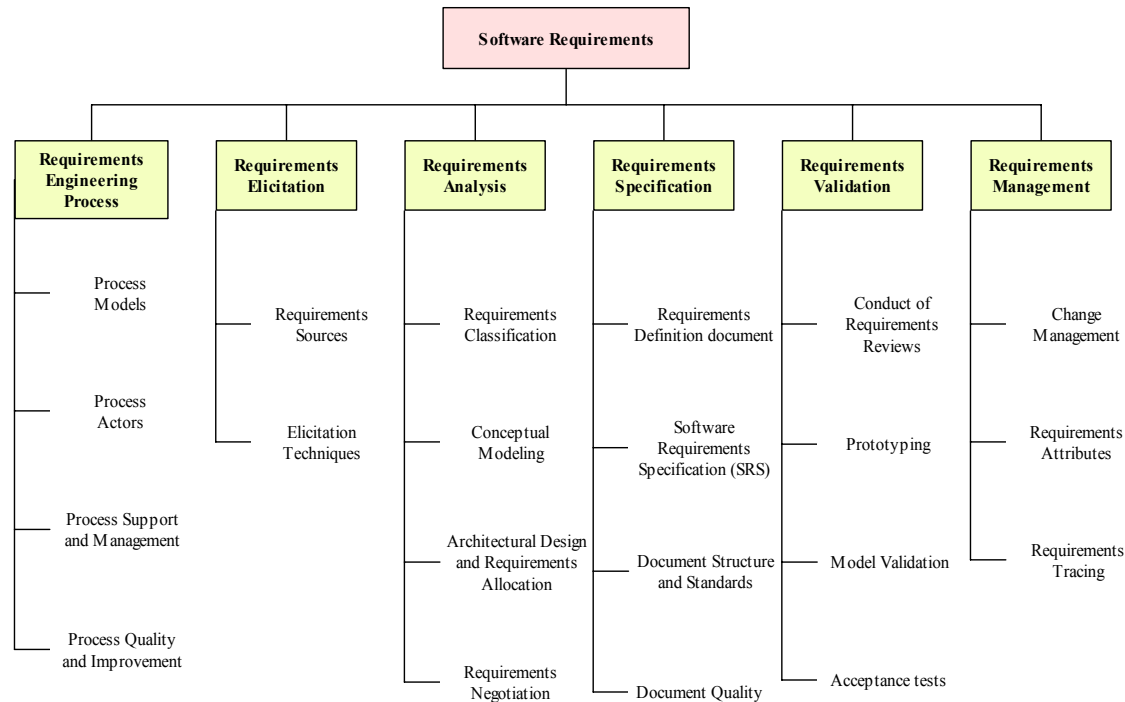 Software Requirements
Requirements
Engineering
Process
Process
Models
Process
Actors
Process Support
and Management
Process Quality
and Improvement
Requirements
Elicitation
Requirements
Sources
Elicitation
Techniques
Requirements
Analysis
Requirements
Classification
Conceptual
Modeling
Architectural Design
and Requirements
Allocation
Requirements
Negotiation
Requirements
Specification
Requirements
Definition document
Software
Requirements
Specification (SRS)
Document Structure
and Standards
Document Quality
Requirements
Validation
Conduct of
Requirements
Reviews
Prototyping
Model Validation
Acceptance tests
Requirements
Management
Change
Management
Requirements
Attributes
Requirements
Tracing